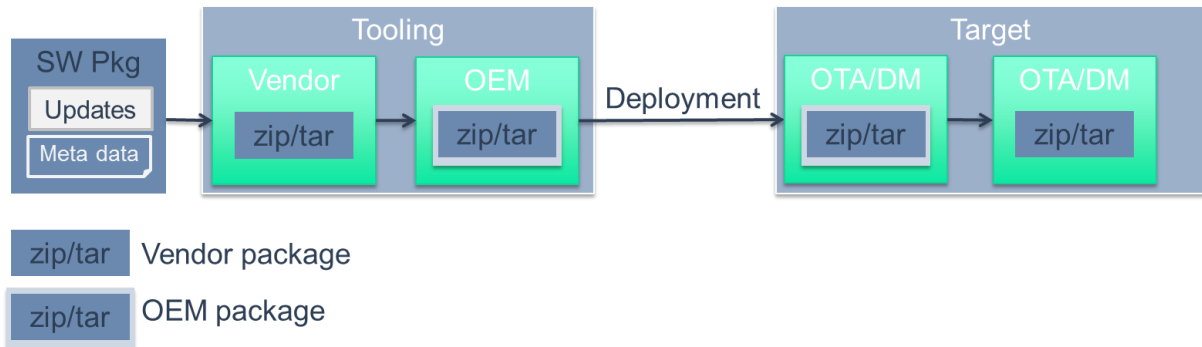 SW Pkg
Updates
Meta data
Tooling
Vendor
zip/tar
OEM
zip/tar
Deployment
Target
OTA/DM
zip/tar
OTA/DM
zip/tar
zip/tar Vendor package
zip/tar OEM package